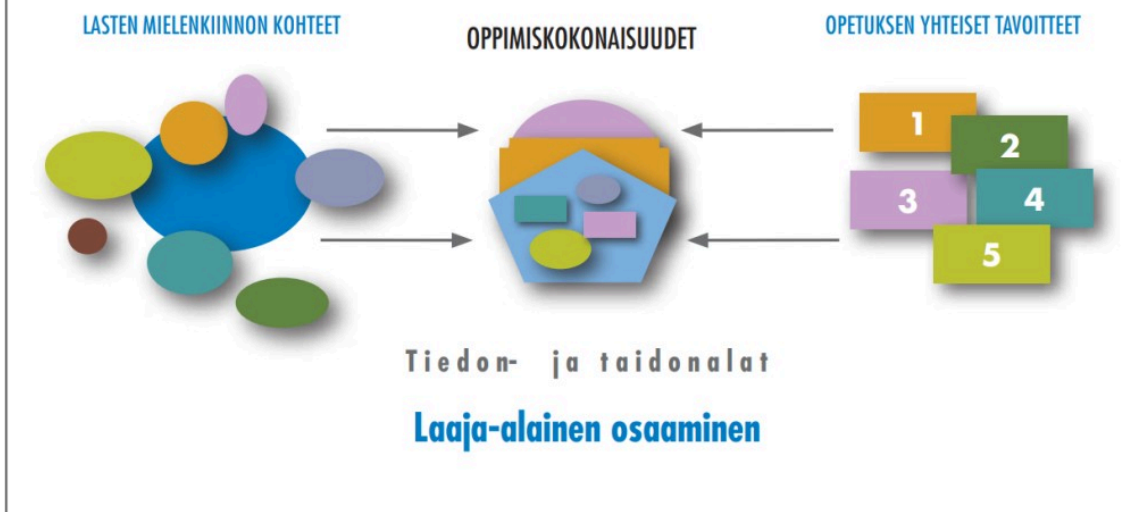 LASTEN MIELENKIINNON KOHTEET
OPPIMISKOKONAISUUDET
OPETUKSEN YHTEISET TAVOITTEET
1
2
3
4
5
Tiedon- ja taidonalat
Laaja-alainen osaaminen